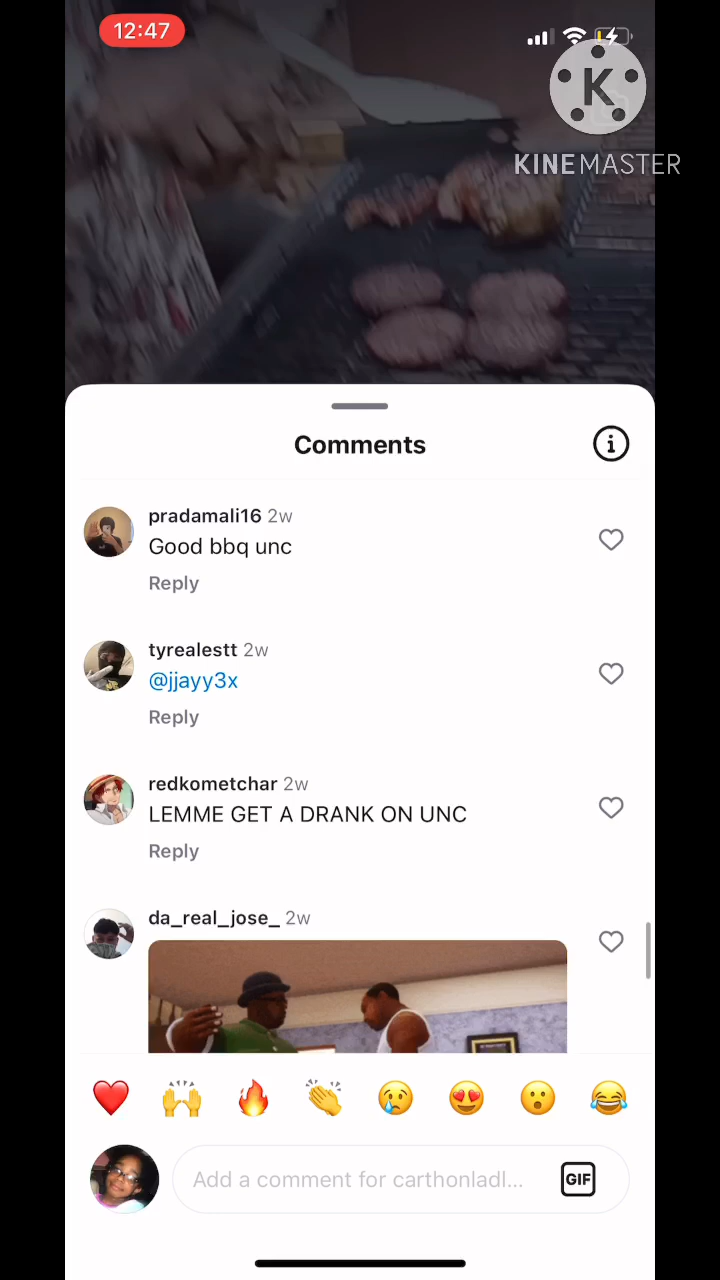 12:47
K
KINEMASTER
Comments
pradamali16 2w
Good bbq unc
Reply
tyrealestt 2w
@jjayy3x
Reply
redkometchar 2w
LEMME GET A DRANK ON UNC
Reply
da_real_jose_ 2w
Add a comment for carthonladl...
GIF